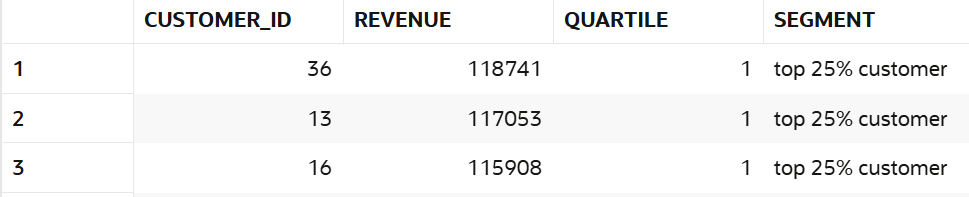 CUSTOMER_ID REVENUE QUARTILE SEGMENT
1 36 118741 1 top 25% customer
2 13 117053 1 top 25% customer
3 16 115908 1 top 25% customer